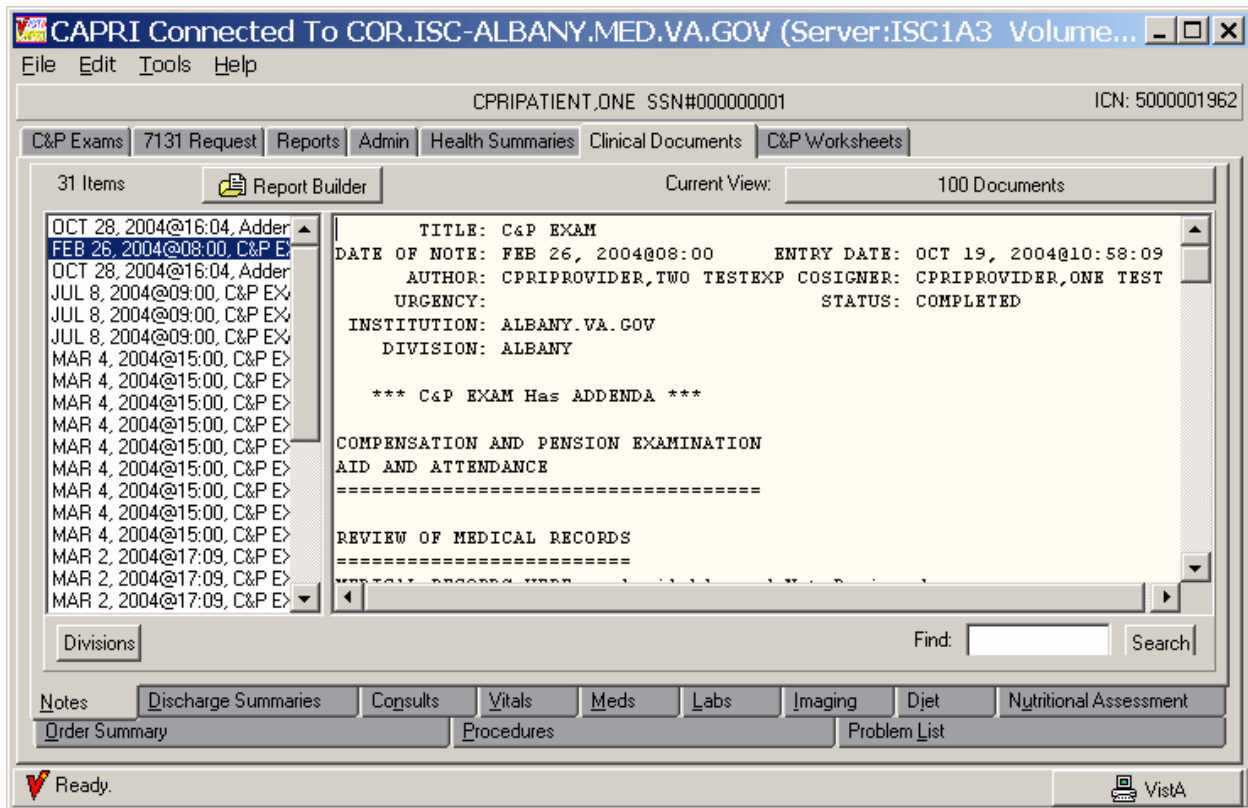 CAPRI Connected To COR.ISC-ALBANY.MED.VA.GOV (Server:ISC1A3 Volume...
File Edit Tools Help
CPRIPATIENT,ONE SSN#000000001 ICN: 5000001962
C&P Exams 7131 Request Reports Admin Health Summaries Clinical Documents C&P Worksheets
31 Items Report Builder Current View: 100 Documents
OCT 28, 2004@16:04, Adden
FEB 26, 2004@08:00, C&P E
OCT 28, 2004@16:04, Adden
JUL 8, 2004@09:00, C&P EX
JUL 8, 2004@09:00, C&P EX
JUL 8, 2004@09:00, C&P EX
MAR 4, 2004@15:00, C&P E
MAR 4, 2004@15:00, C&P E
MAR 4, 2004@15:00, C&P E
MAR 4, 2004@15:00, C&P E
MAR 4, 2004@15:00, C&P E
MAR 4, 2004@15:00, C&P E
MAR 4, 2004@15:00, C&P E
MAR 4, 2004@15:00, C&P E
MAR 4, 2004@15:00, C&P E
MAR 2, 2004@17:09, C&P E
MAR 2, 2004@17:09, C&P E
MAR 2, 2004@17:09, C&P E
TITLE: C&P EXAM
DATE OF NOTE: FEB 26, 2004@08:00 ENTRY DATE: OCT 19, 2004@10:58:09
AUTHOR: CPRIPROVIDER,TWO TESTEXP COSIGNER: CPRIPROVIDER,ONE TEST
URGENCY: STATUS: COMPLETED
INSTITUTION: ALBANY.VA.GOV
DIVISION: ALBANY
*** C&P EXAM Has ADDENDA ***
COMPENSATION AND PENSION EXAMINATION
AID AND ATTENDANCE
====================================
REVIEW OF MEDICAL RECORDS
=========================
Divisions Find: Search
Notes Discharge Summaries Consults Vitals Meds Labs Imaging Diet Nutritional Assessment
Order Summary Procedures Problem List
Ready. VistA